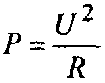 P = U² / R